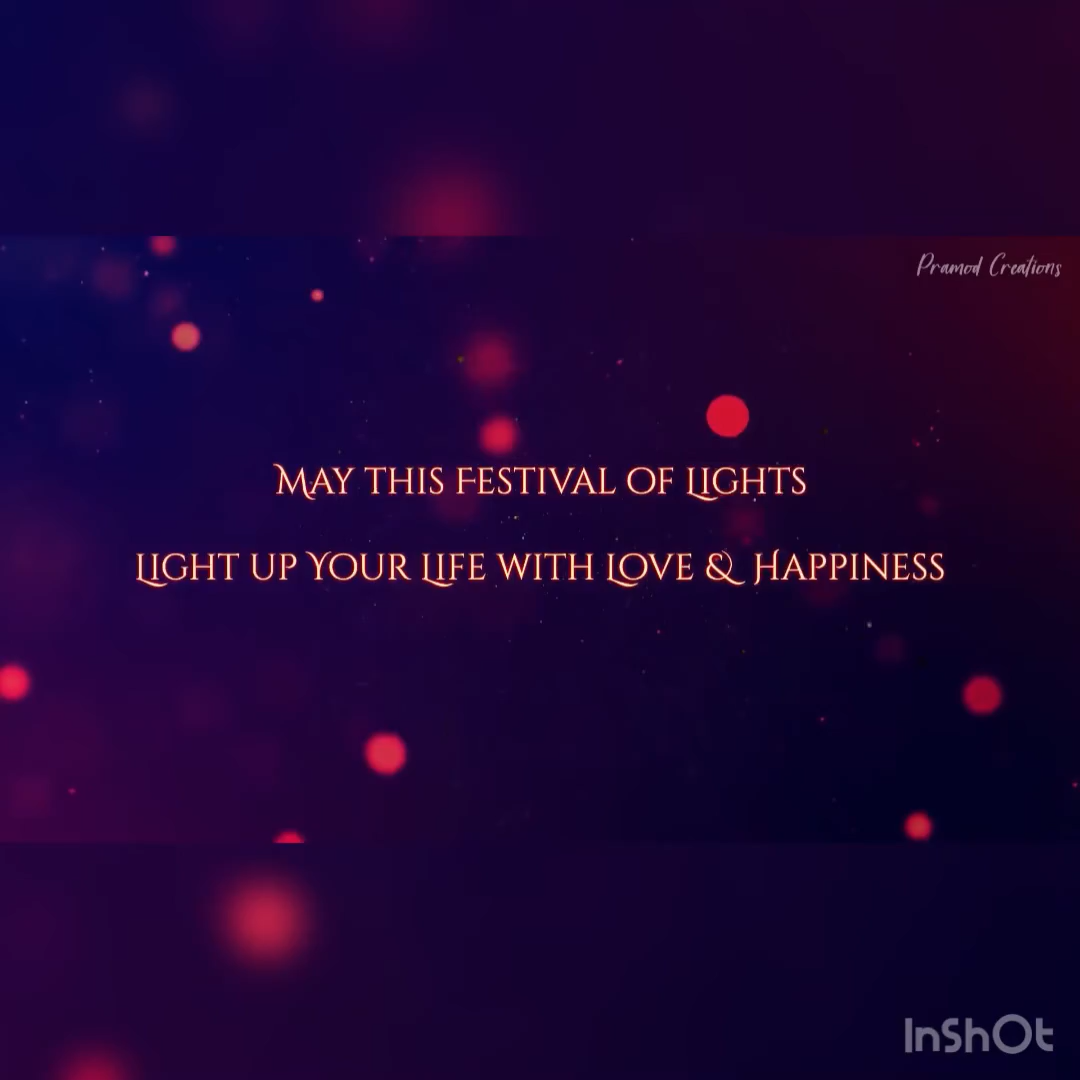 Pramod Creations
May this Festival of Lights
Light up Your Life with Love & Happiness
InShOt